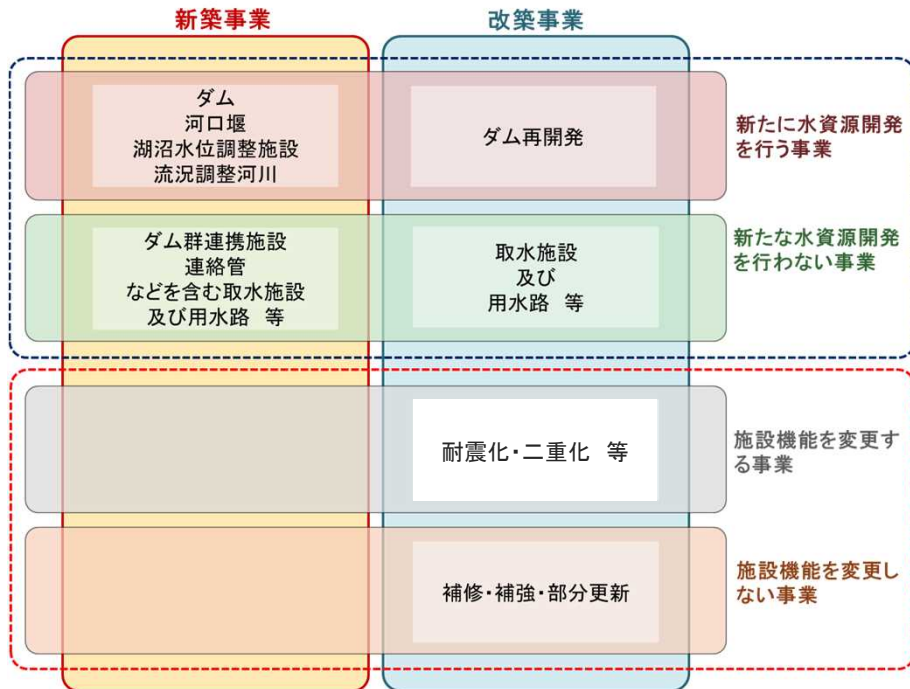 新築事業
改築事業
ダム
河口堰
湖沼水位調整施設
流況調整河川
ダム再開発
新たに水資源開発
を行う事業
ダム群連携施設
連絡管
などを含む取水施設
及び用水路 等
取水施設
及び
用水路 等
新たな水資源開発
を行わない事業
耐震化・二重化 等
施設機能を変更す
る事業
補修・補強・部分更新
施設機能を変更し
ない事業